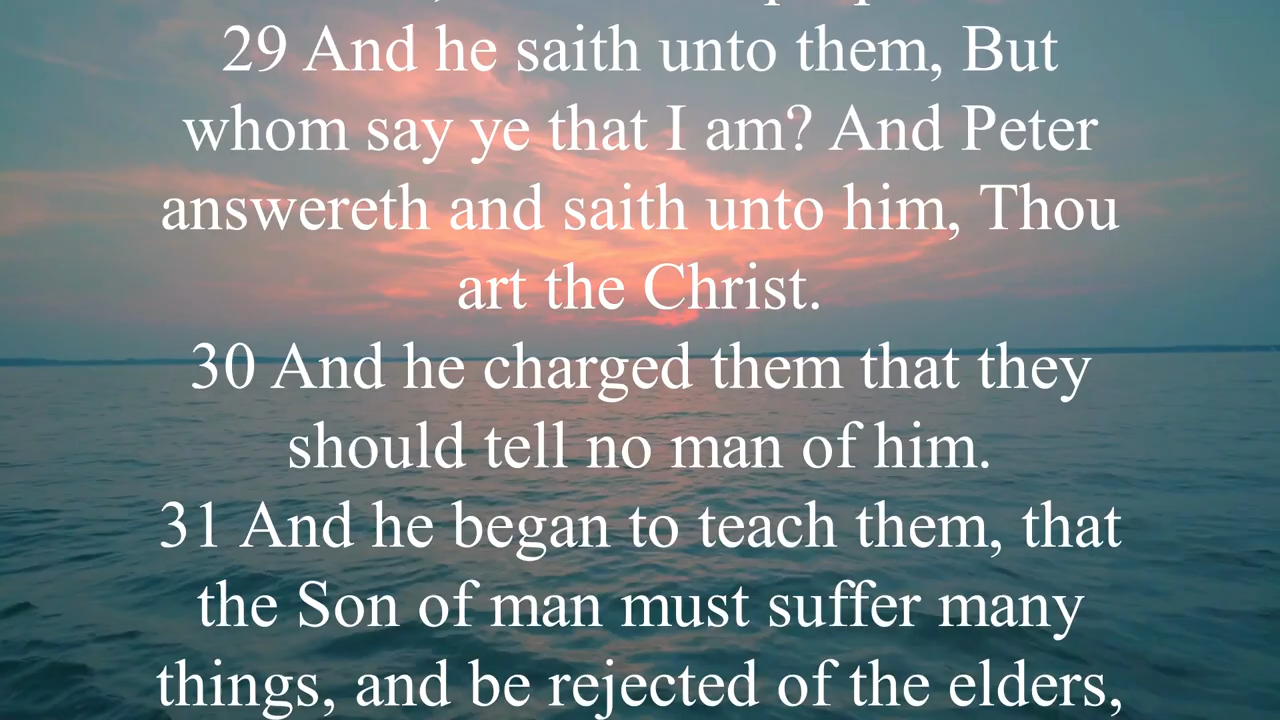 29 And he saith unto them, But
whom say ye that I am? And Peter
answereth and saith unto him, Thou
art the Christ.
30 And he charged them that they
should tell no man of him.
31 And he began to teach them, that
the Son of man must suffer many
things, and be rejected of the elders,